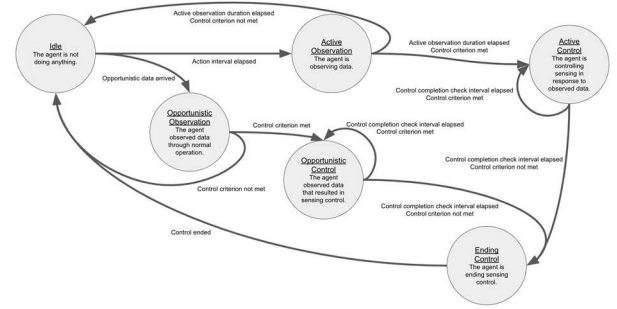 Active observation duration elapsed
Control criterion not met
Idle
The agent is not
doing anything.
Action interval elapsed
Opportunistic data arrived
Active
Observation
The agent is
observing data.
Active observation duration elapsed
Control criterion met
Active
Control
The agent is
controlling
sensing in
response to
observed data.
Control completion check interval elapsed
Control criterion met
Opportunistic
Observation
The agent
observed data
through normal
operation.
Control criterion met
Control completion check interval elapsed
Control criterion met
Opportunistic
Control
The agent
observed data
that resulted in
sensing control.
Control completion check interval elapsed
Control criterion not met
Control criterion not met
Control completion check interval elapsed
Control criterion not met
Control ended
Ending
Control
The agent is
ending sensing
control.